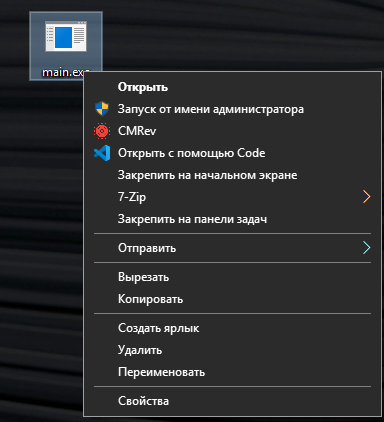 main.exe
Открыть
Запуск от имени администратора
CMRev
Открыть с помощью Code
Закрепить на начальном экране
7-Zip
Закрепить на панели задач
Отправить
Вырезать
Копировать
Создать ярлык
Удалить
Переименовать
Свойства